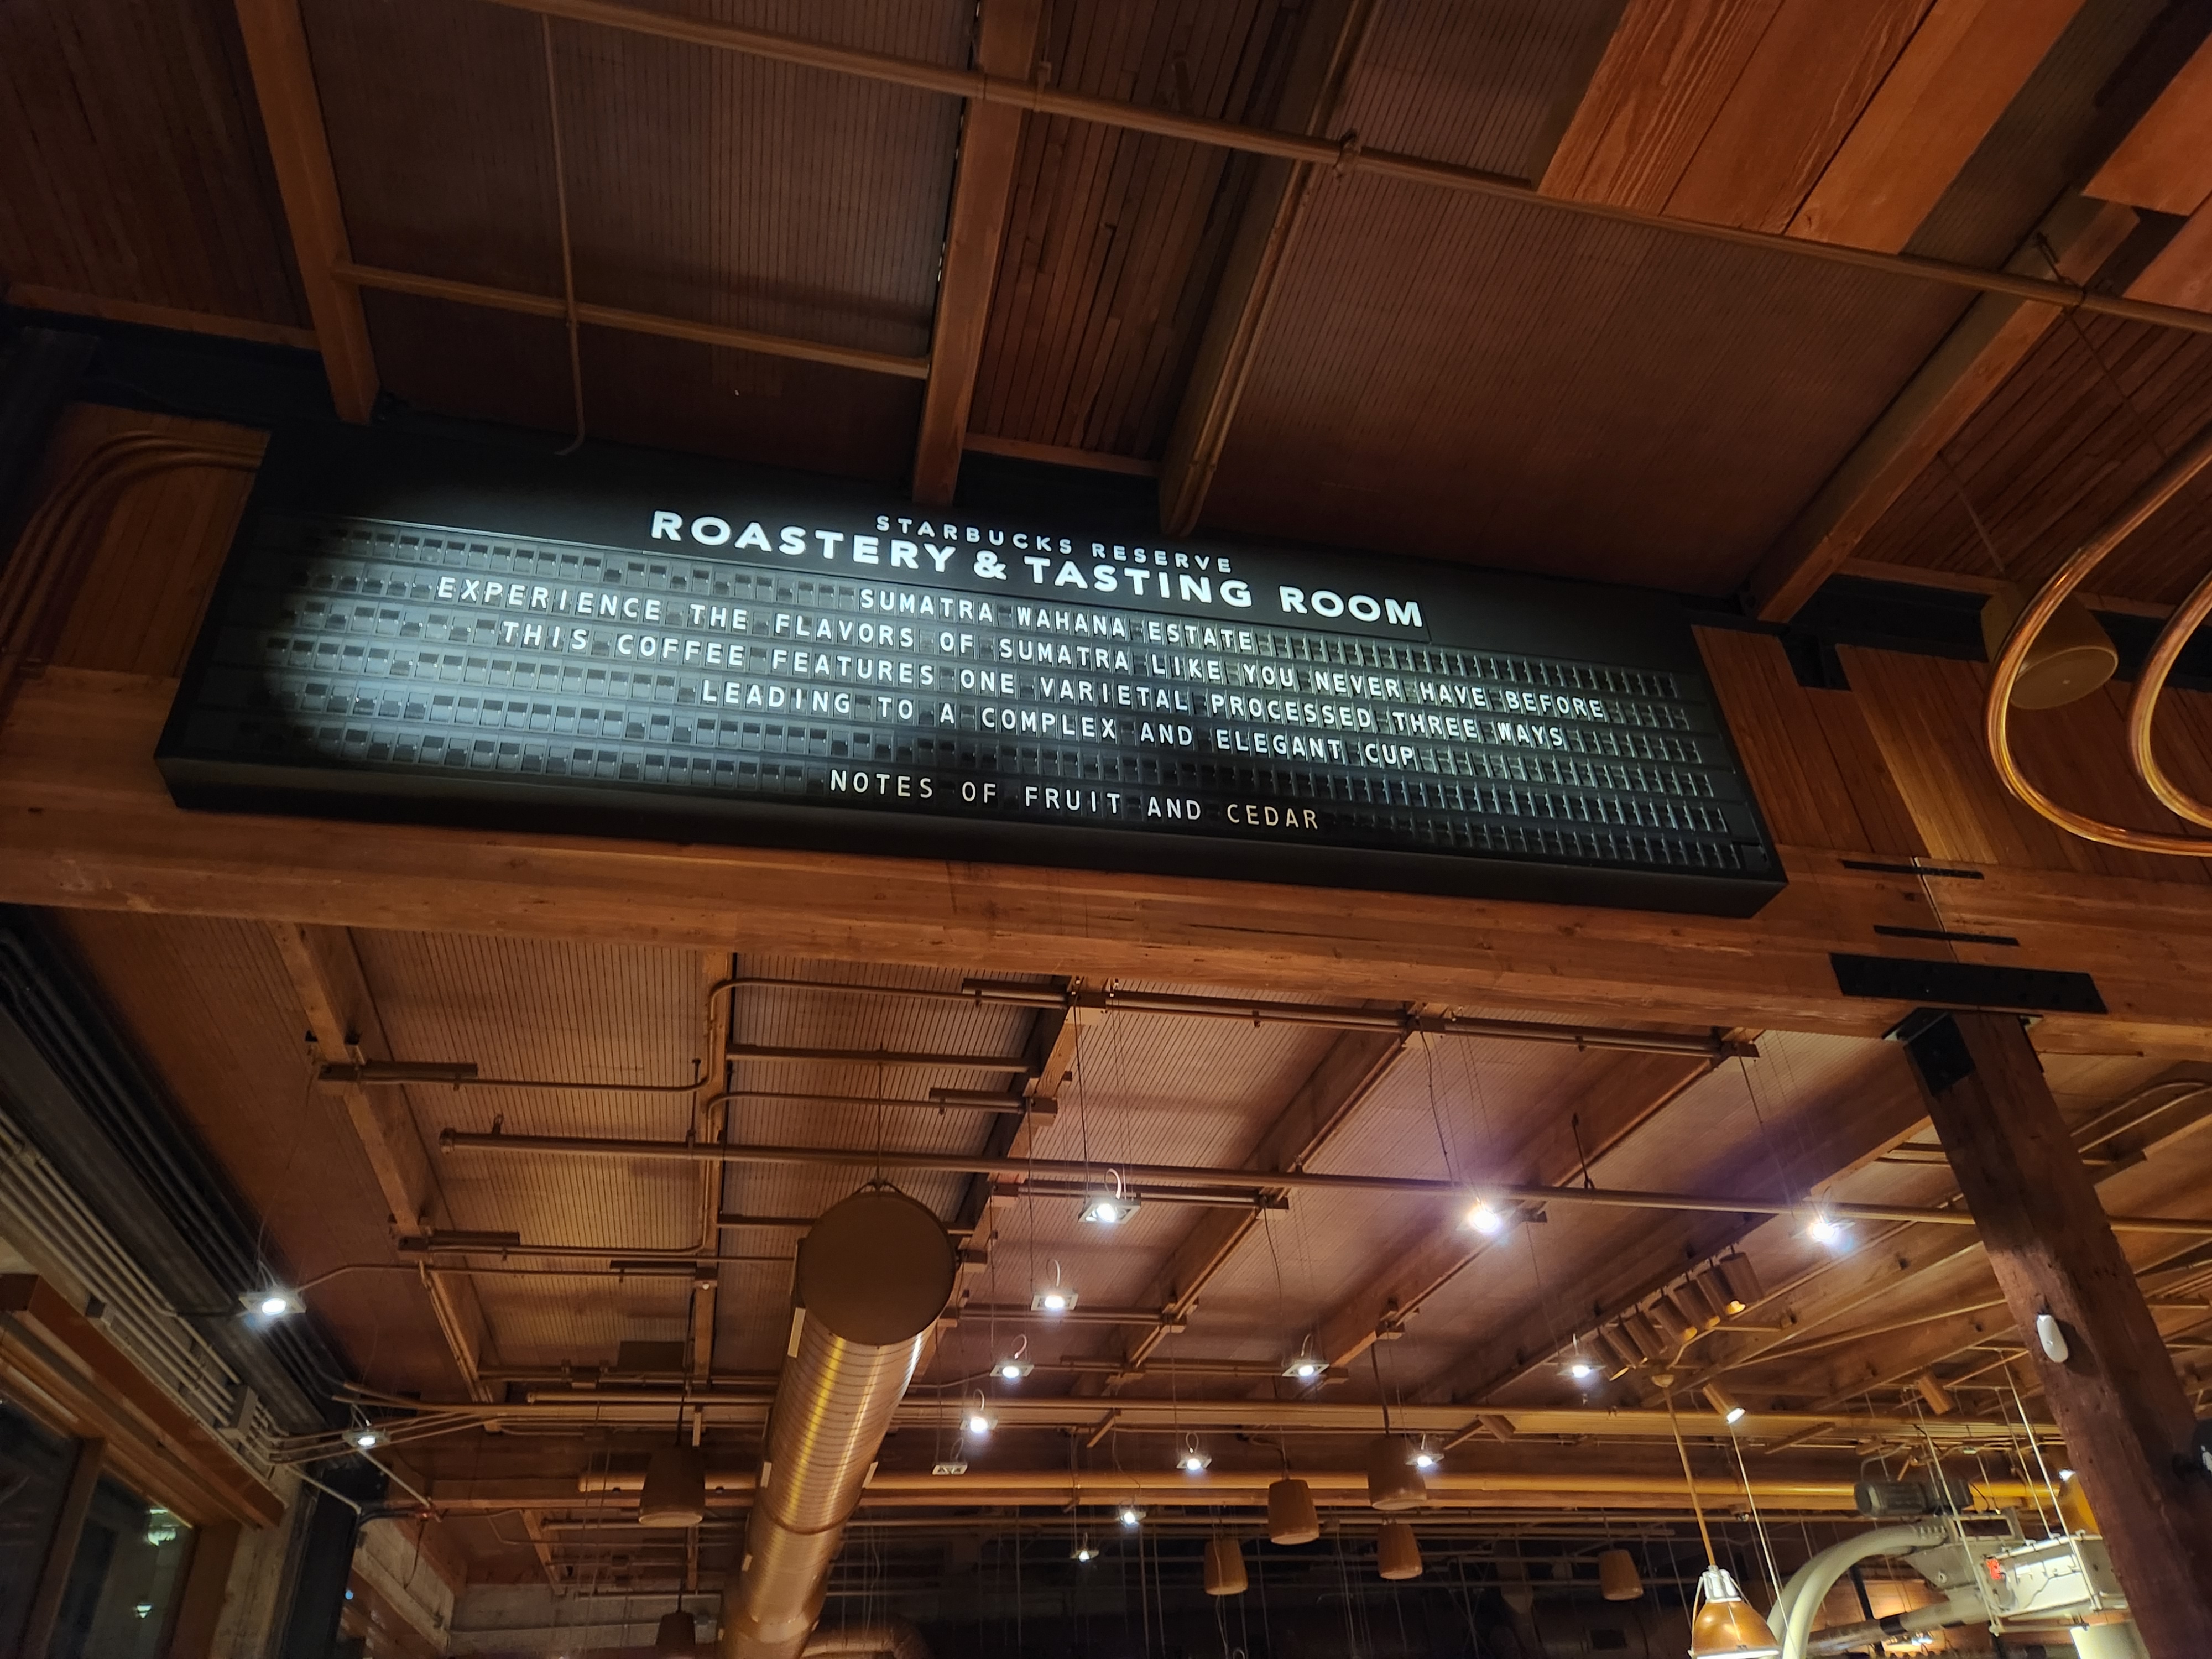 STARBUCKS RESERVE
ROASTERY & TASTING ROOM
SUMATRA WAHANA ESTATE
EXPERIENCE THE FLAVORS OF SUMATRA LIKE YOU NEVER HAVE BEFORE
THIS COFFEE FEATURES ONE VARIETAL PROCESSED THREE WAYS
LEADING TO A COMPLEX AND ELEGANT CUP
NOTES OF FRUIT AND CEDAR